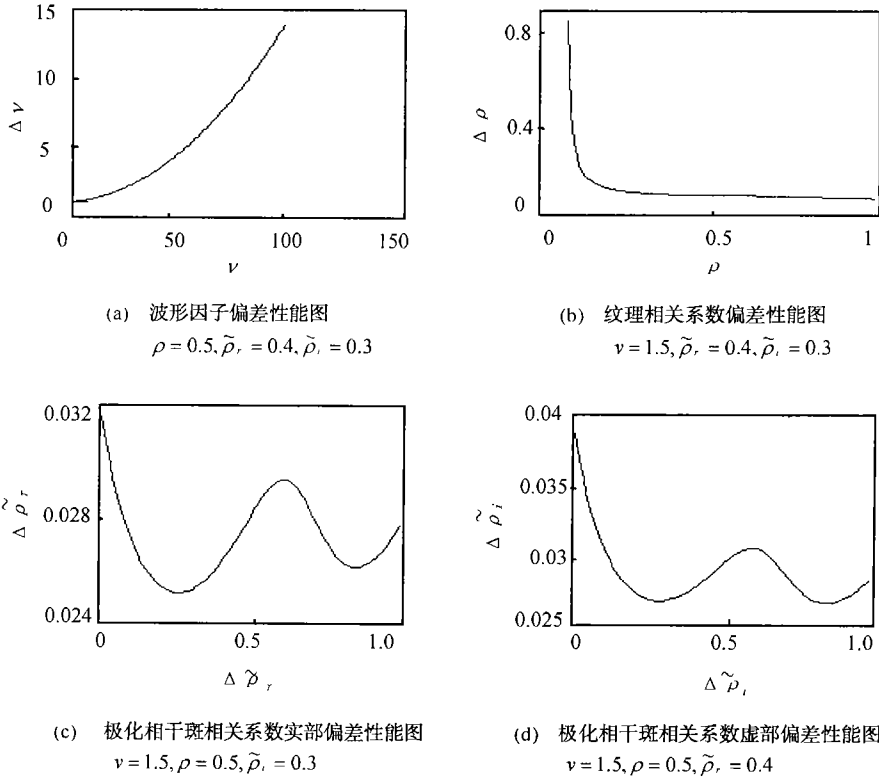 15
10
5
0
Δν
0
50
100
150
ν
(a) 波形因子偏差性能图
ρ = 0.5, ρ̃r = 0.4, ρ̃ι = 0.3
0.8
0.4
0
Δρ
0
0.5
1
ρ
(b) 纹理相关系数偏差性能图
ν = 1.5, ρ̃r = 0.4, ρ̃ι = 0.3
0.032
0.028
0.024
Δρ̃r
0
0.5
1.0
Δρ̃r
(c) 极化相干斑相关系数实部偏差性能图
ν = 1.5, ρ = 0.5, ρ̃ι = 0.3
0.04
0.035
0.03
0.025
Δρ̃i
0
0.5
1.0
Δρ̃ι
(d) 极化相干斑相关系数虚部偏差性能图
ν = 1.5, ρ = 0.5, ρ̃r = 0.4